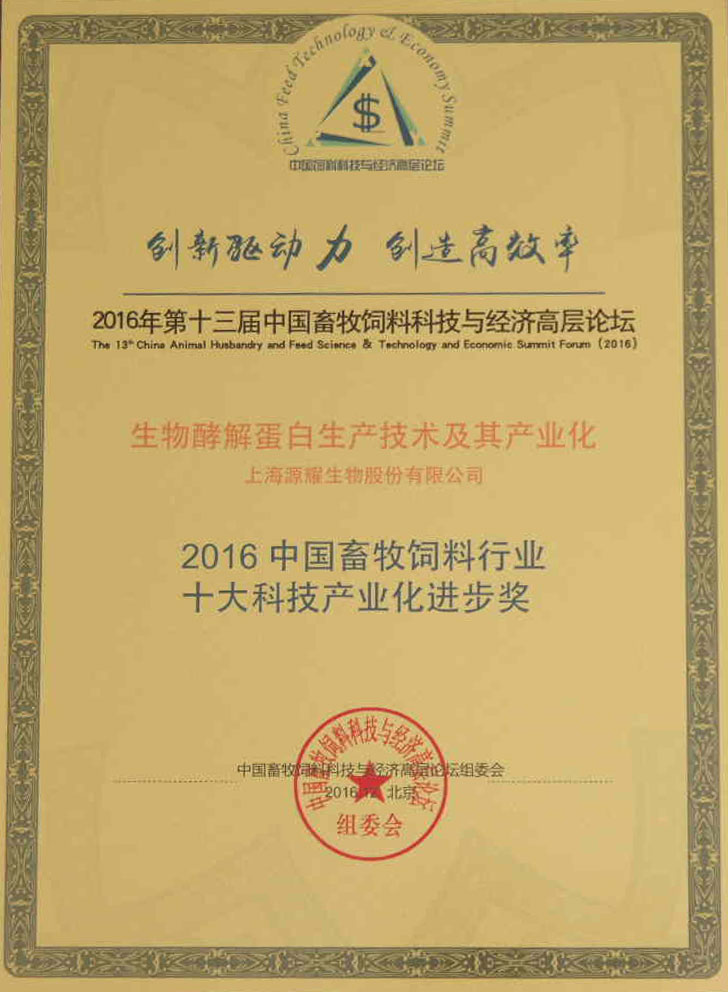 China Feed Technology & Economy Summit
$
中国饲料科技与经济高层论坛
创新驱动力 创造高效率
2016年第十三届中国畜牧饲料科技与经济高层论坛
The 13th China Animal Husbandry and Feed Science & Technology and Economic Summit Forum (2016)
生物酵解蛋白生产技术及其产业化
上海源耀生物股份有限公司
2016 中国畜牧饲料行业
十大科技产业化进步奖
中国畜牧饲料科技与经济高层论坛
中国畜牧饲料科技与经济高层论坛组委会
2016 北京
组委会